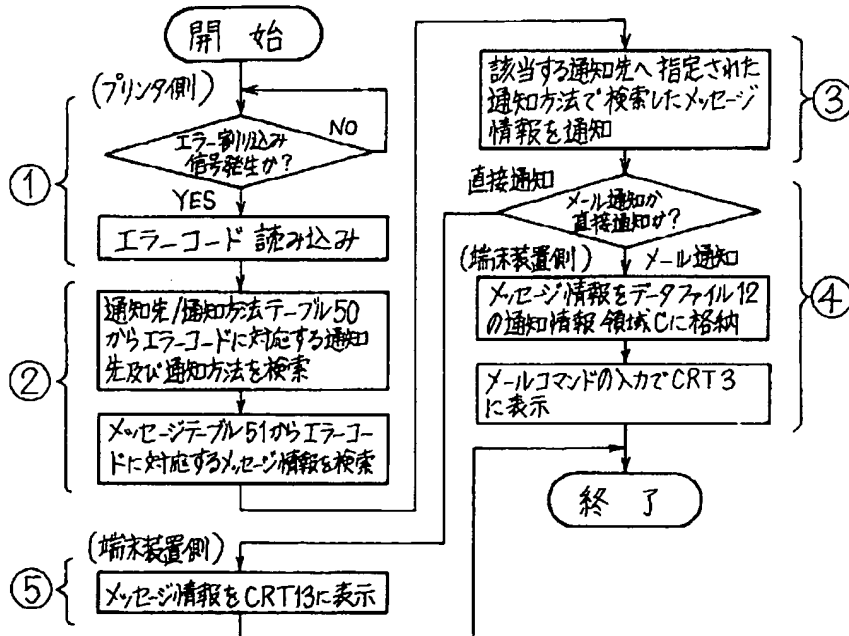 開 始
(プリンタ側)
①
エラー割り込み
信号発生か?
NO
YES
エラーコード 読み込み
②
通知先/通知方法テーブル50
からエラーコードに対応する通知
先及び通知方法を検索
メッセージテーブル51からエラーコー
ドに対応するメッセージ情報を検索
該当する通知先へ指定された
通知方法で検索したメッセージ
情報を通知
③
直接通知
メール通知か
直接通知か?
(端末装置側)
メール通知
④
メッセージ情報をデータファイル12
の通知情報領域Cに格納
メールコマンドの入力でCRT3
に表示
終 了
(端末装置側)
⑤
メッセージ情報をCRT13に表示